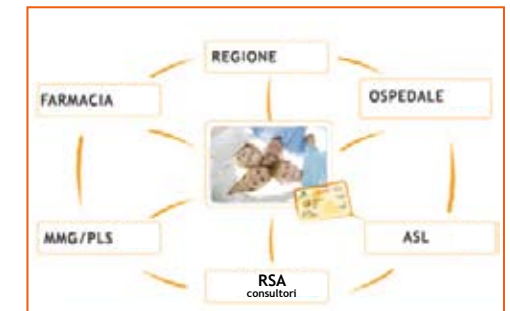 REGIONE
FARMACIA
OSPEDALE
MMG/PLS
ASL
RSA
consultori